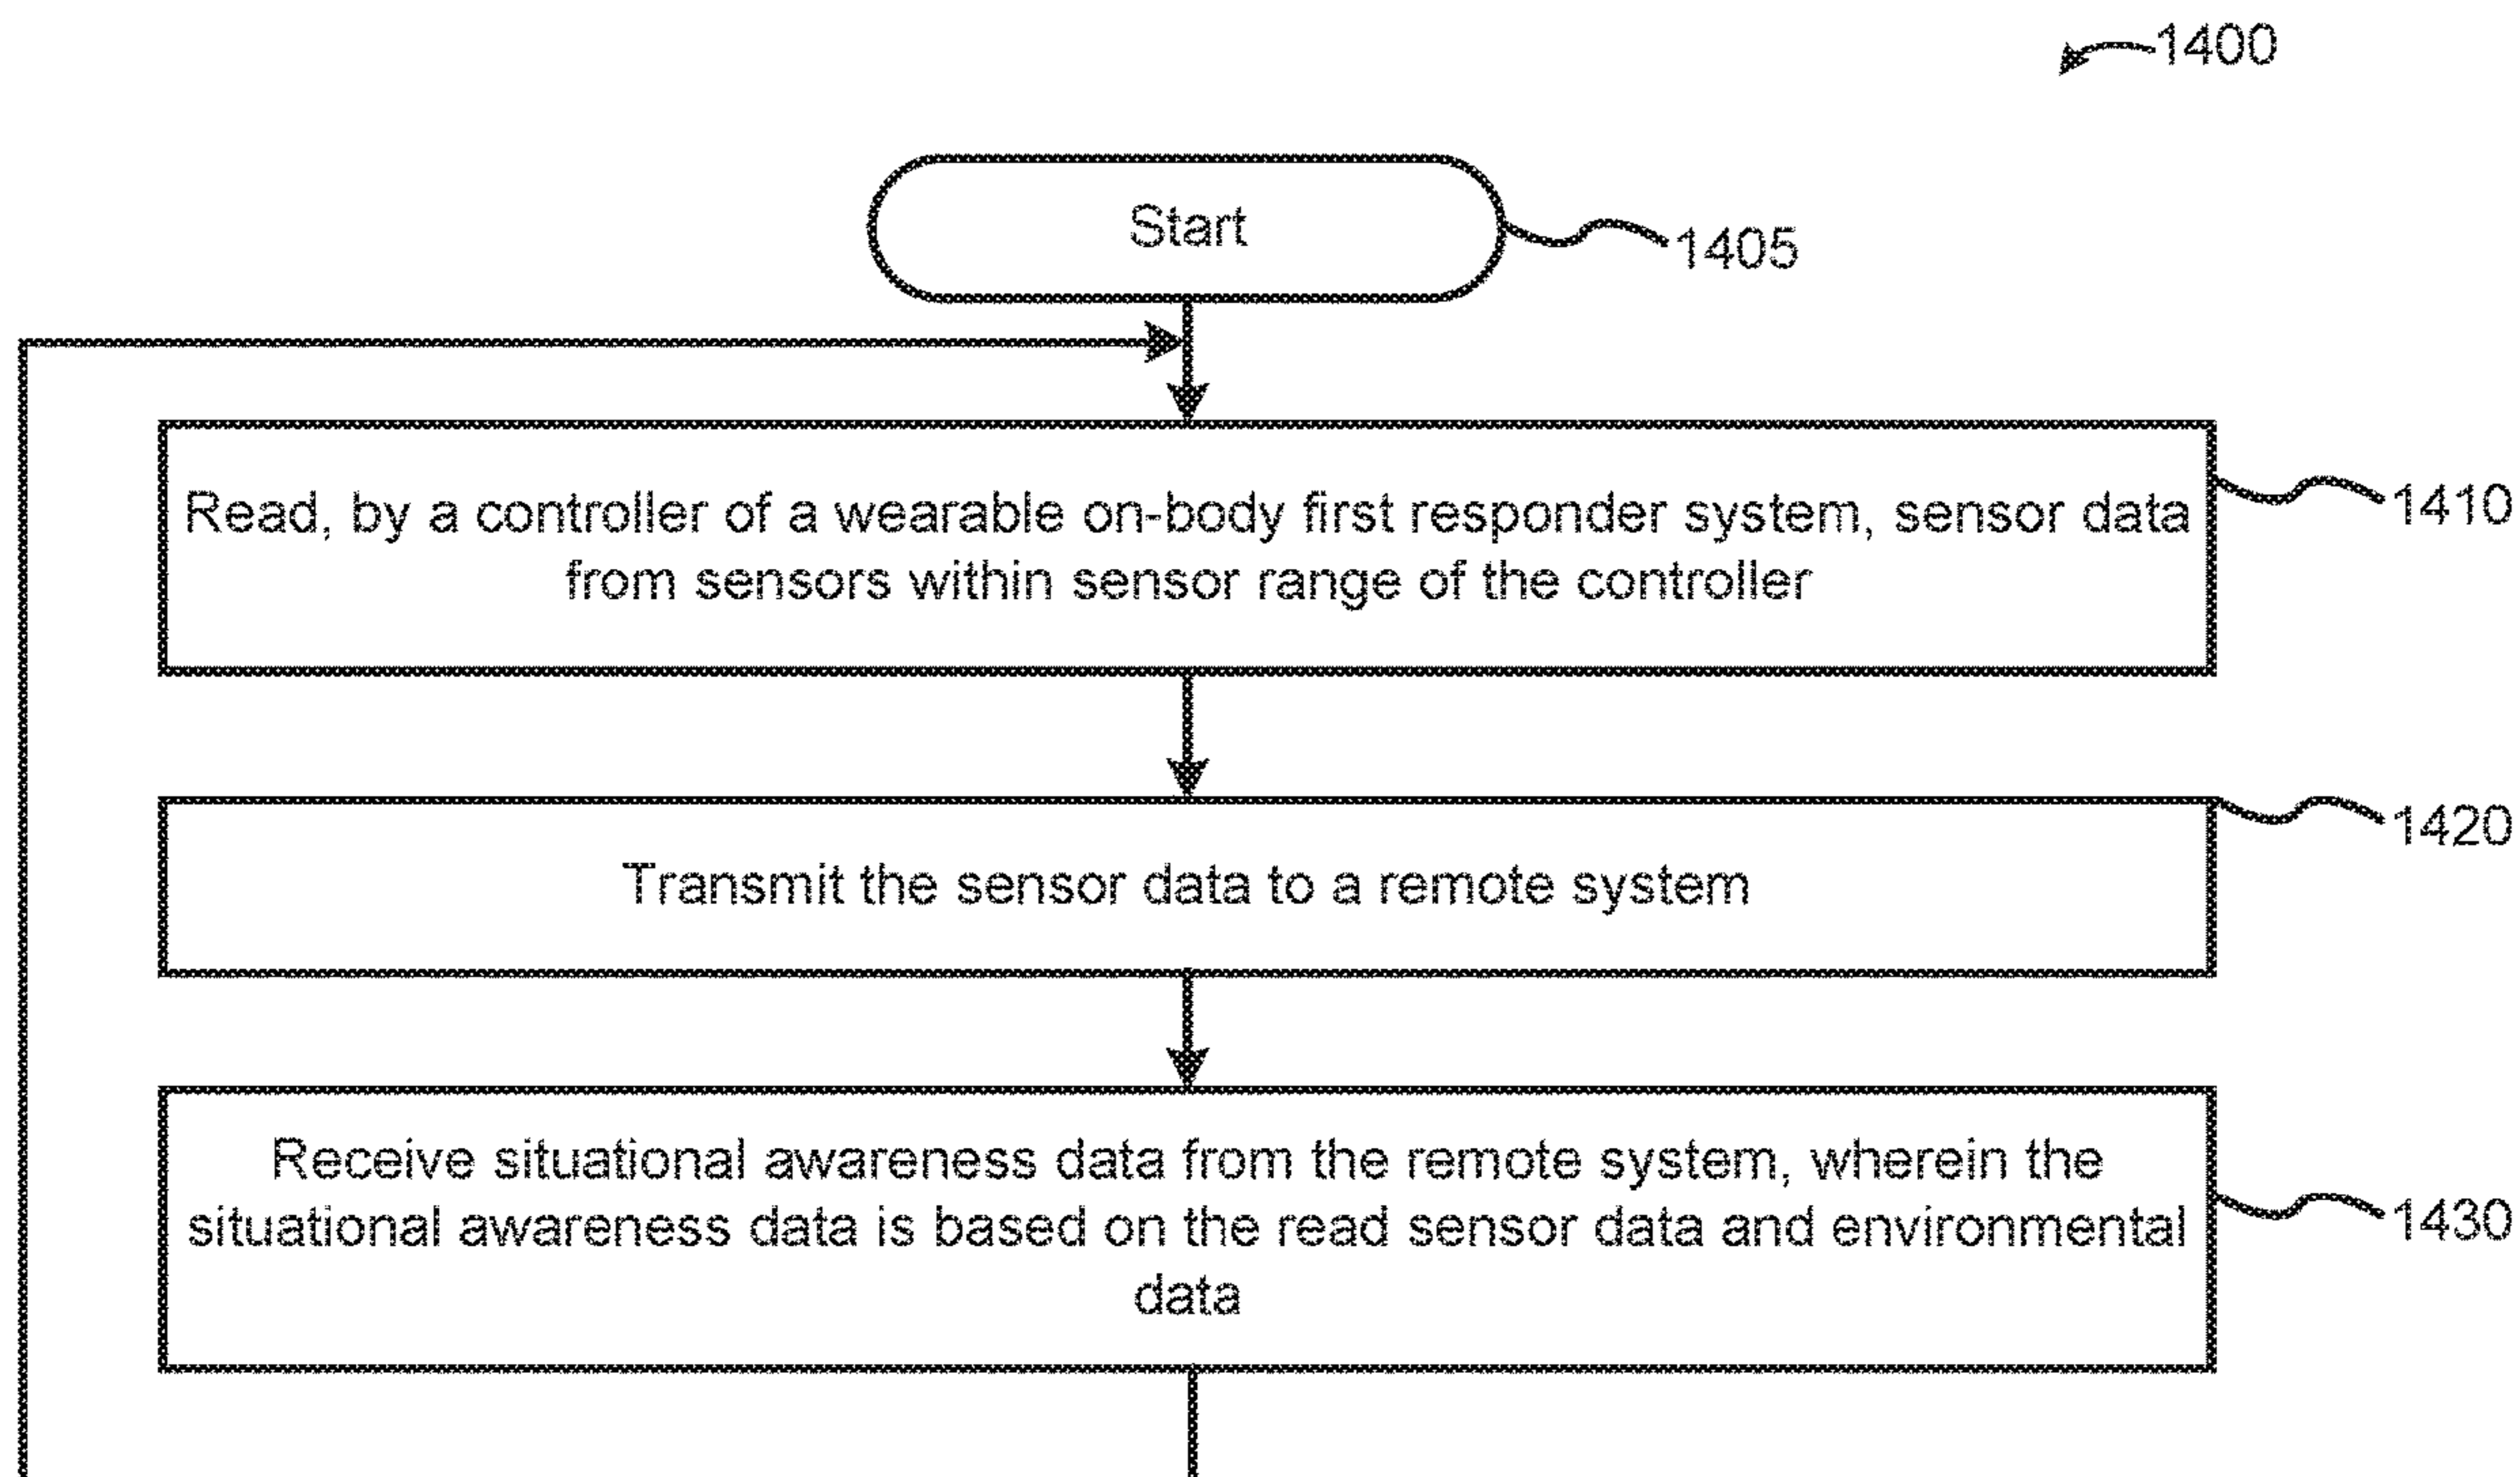 1400
Start
1405
Read, by a controller of a wearable on-body first responder system, sensor data
from sensors within sensor range of the controller
1410
Transmit the sensor data to a remote system
1420
Receive situational awareness data from the remote system, wherein the
situational awareness data is based on the read sensor data and environmental
data
1430